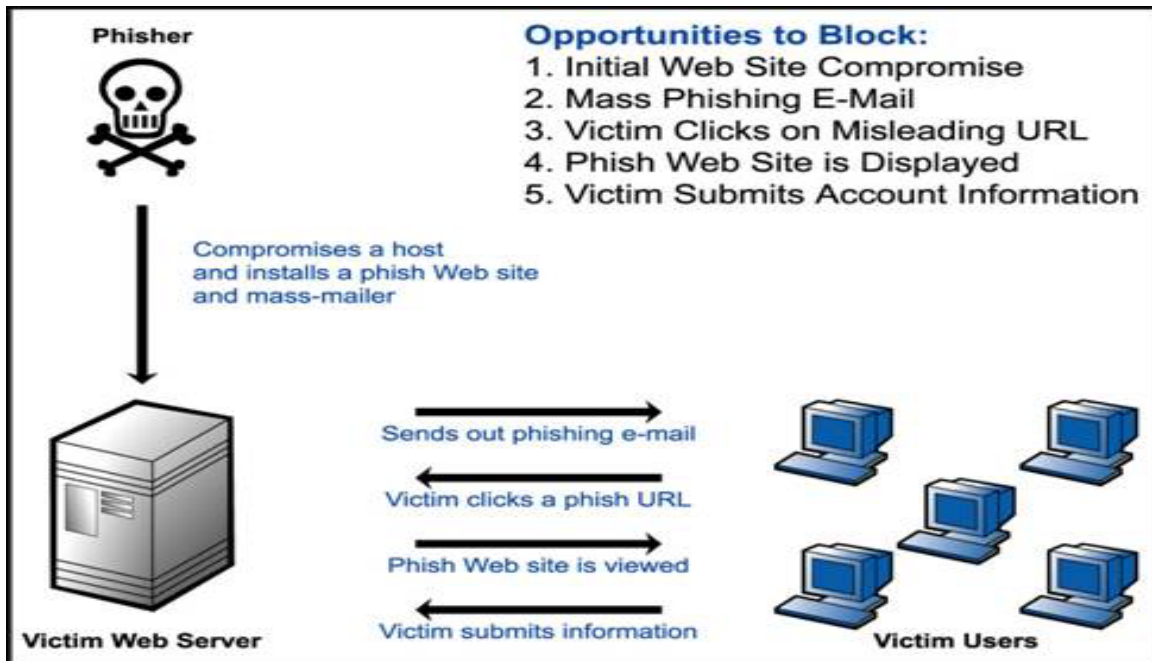 Phisher
Opportunities to Block:
1. Initial Web Site Compromise
2. Mass Phishing E-Mail
3. Victim Clicks on Misleading URL
4. Phish Web Site is Displayed
5. Victim Submits Account Information
Compromises a host
and installs a phish Web site
and mass-mailer
Sends out phishing e-mail
Victim clicks a phish URL
Phish Web site is viewed
Victim submits information
Victim Web Server
Victim Users